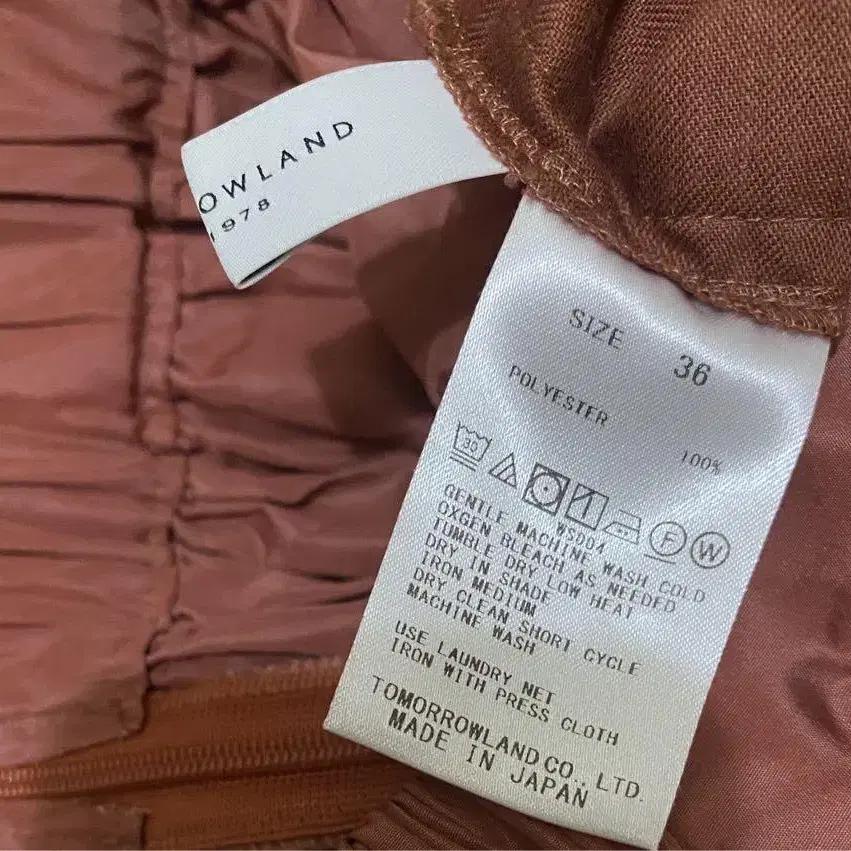 OWLAND
1978
SIZE 36
POLYESTER
100%
30
F W
WS004
GENTLE MACHINE WASH COLD
OXGEN BLEACH AS NEEDED
TUMBLE DRY LOW HEAT
DRY IN SHADE
IRON MEDIUM
DRY CLEAN SHORT CYCLE
MACHINE WASH
USE LAUNDRY NET
IRON WITH PRESS CLOTH
TOMORROWLAND CO., LTD.
MADE IN JAPAN